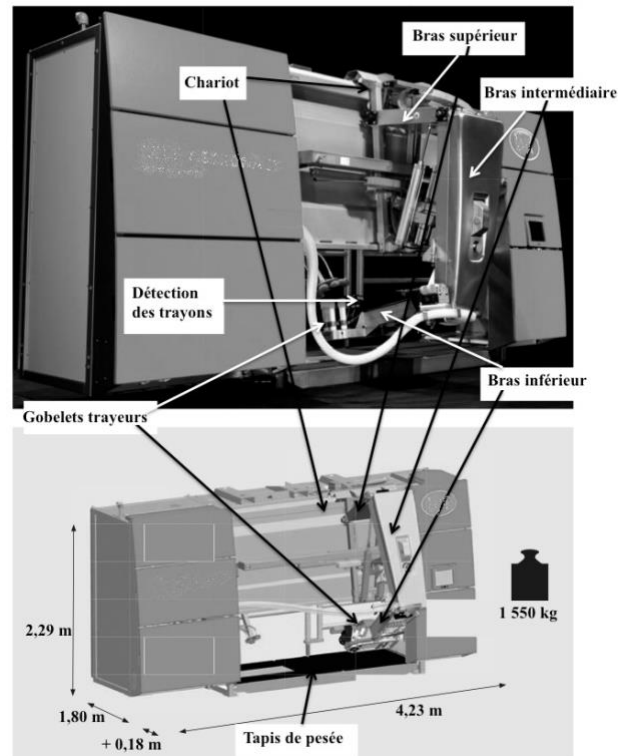 Bras supérieur
Chariot
Bras intermédiaire
Détection
des trayons
Bras inférieur
Gobelets trayeurs
2,29 m
1 550 kg
1,80 m
+ 0,18 m
4,23 m
Tapis de pesée